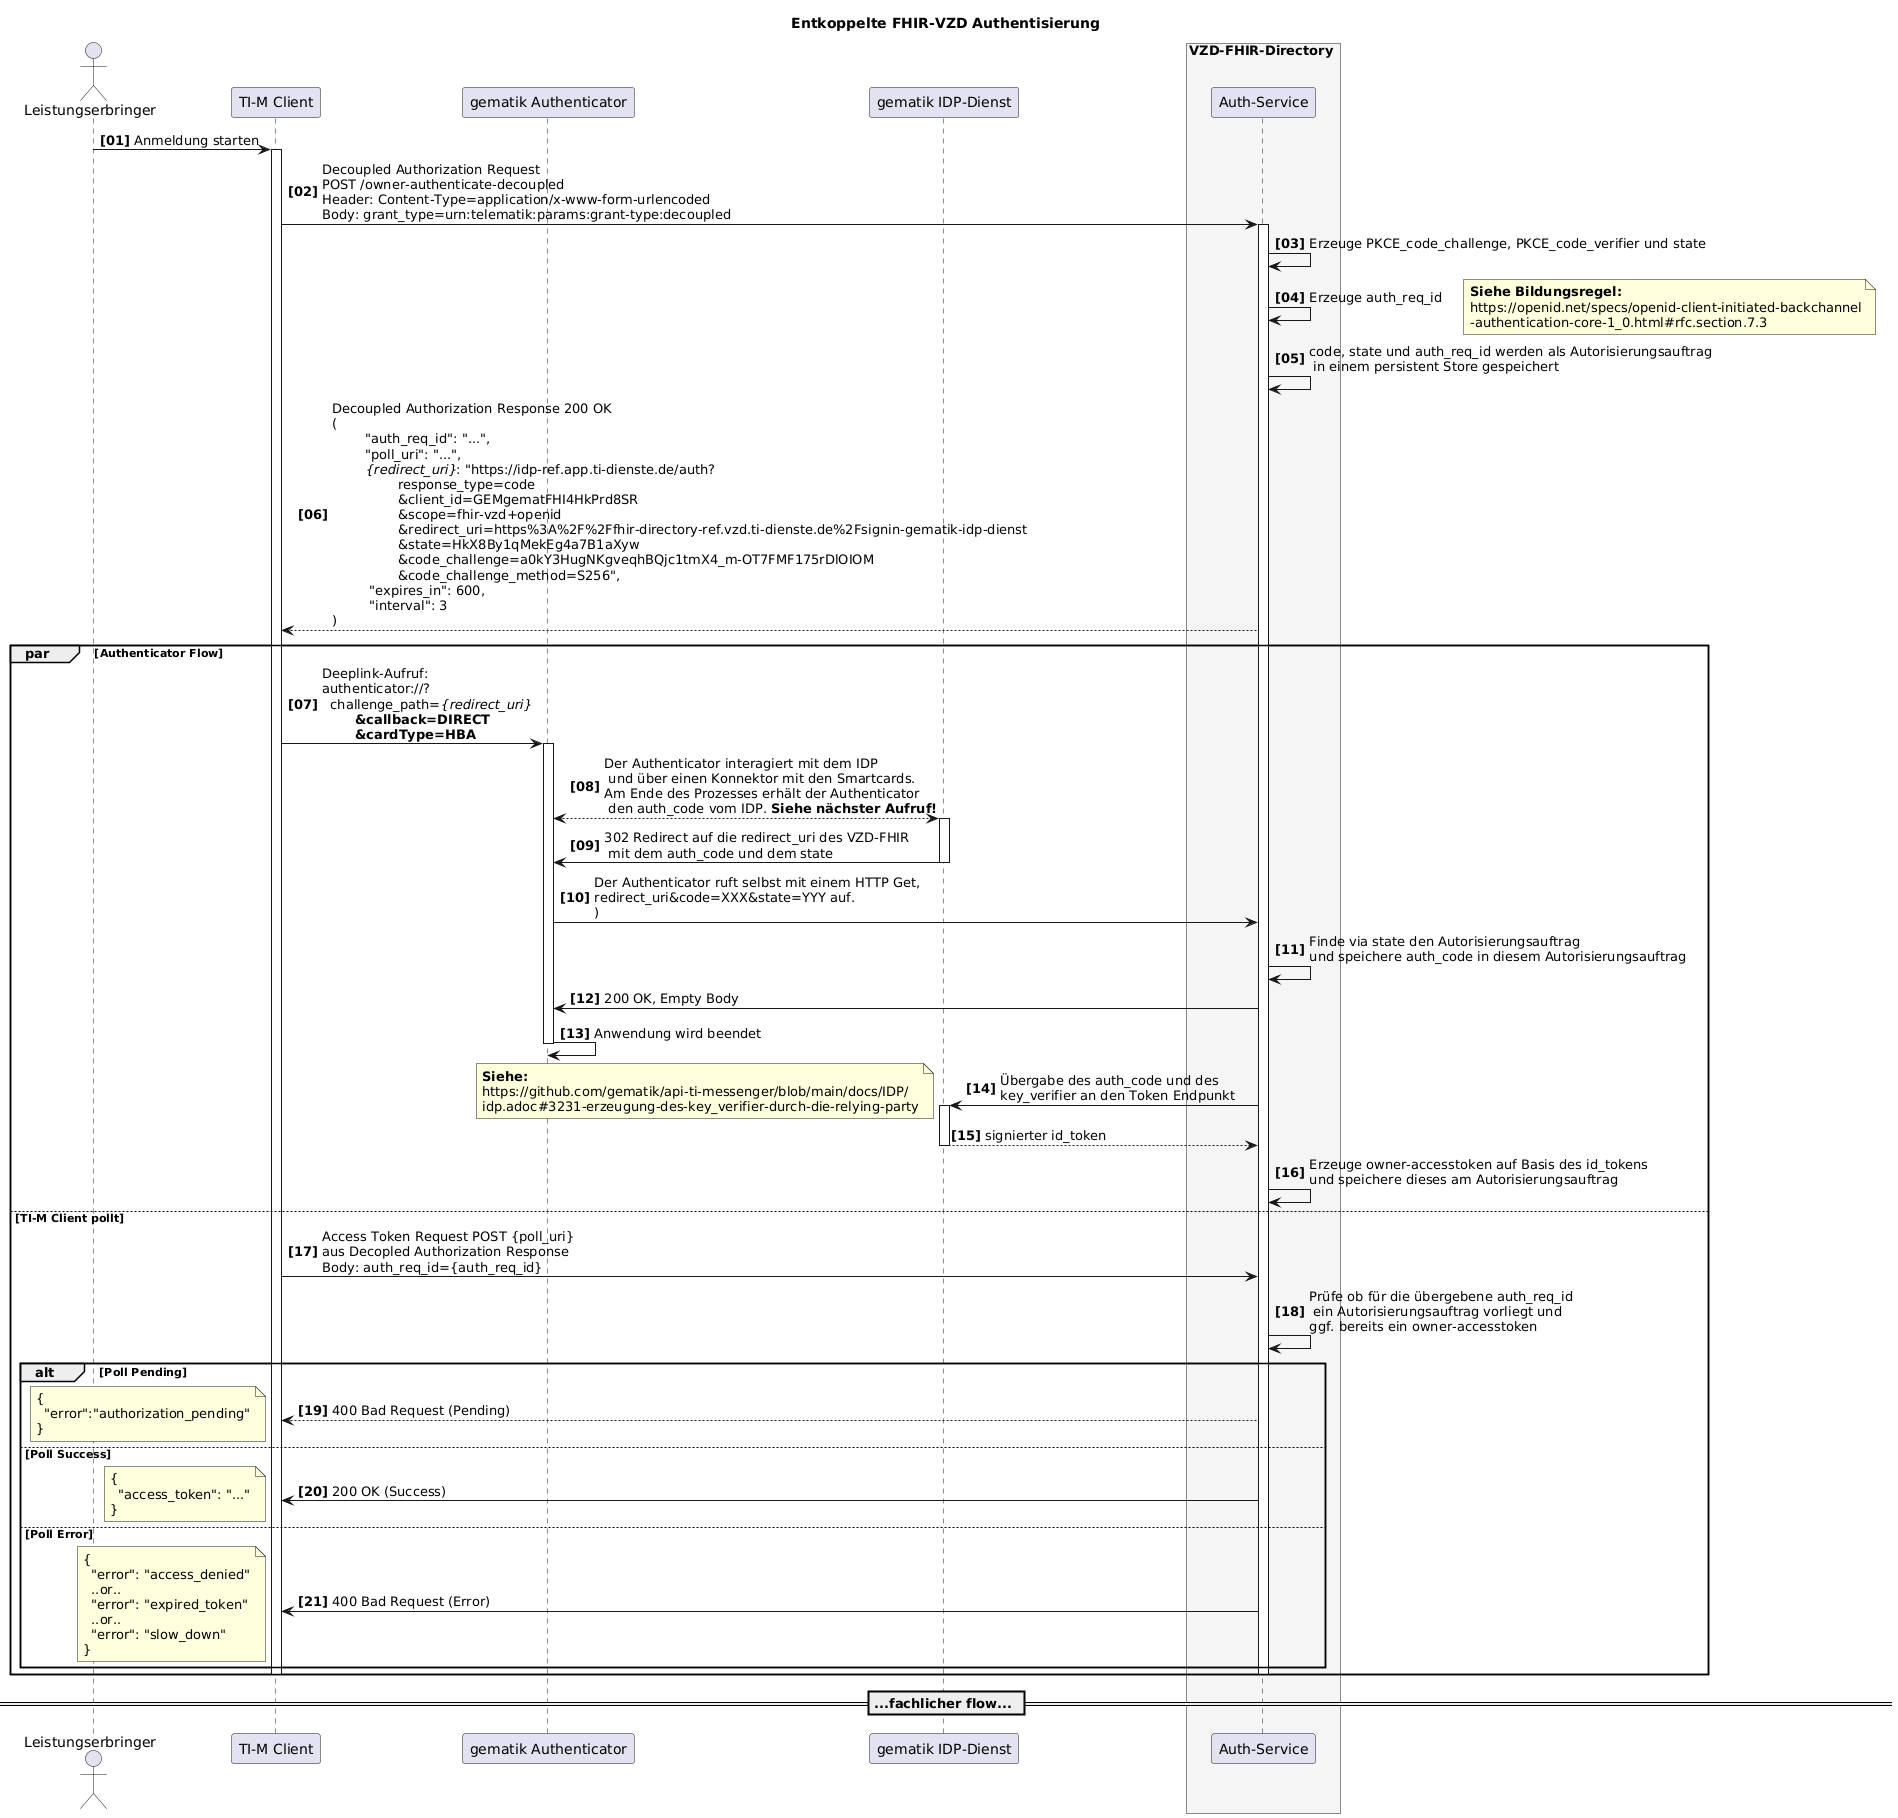 Entkoppelte FHIR-VZD Authentisierung
VZD-FHIR-Directory
Leistungserbringer
TI-M Client
gematik Authenticator
gematik IDP-Dienst
Auth-Service
[01] Anmeldung starten
Decoupled Authorization Request
POST /owner-authenticate-decoupled
[02]
Header: Content-Type=application/x-www-form-urlencoded
Body: grant_type=urn:telematik:params:grant-type:decoupled
[03] Erzeuge PKCE_code_challenge, PKCE_code_verifier und state
[04] Erzeuge auth_req_id
Siehe Bildungsregel:
https://openid.net/specs/openid-client-initiated-backchannel
-authentication-core-1_0.html#rfc.section.7.3
[05] code, state und auth_req_id werden als Autorisierungsauftrag
in einem persistent Store gespeichert
Decoupled Authorization Response 200 OK
(
"auth_req_id": "...",
"poll_uri": "...",
{redirect_uri}: "https://idp-ref.app.ti-dienste.de/auth?
response_type=code
&client_id=GEMgematFHI4HkPrd8SR
[06] &scope=fhir-vzd+openid
&redirect_uri=https%3A%2F%2Ffhir-directory-ref.vzd.ti-dienste.de%2Fsignin-gematik-idp-dienst
&state=HkX8By1qMekEg4a7B1aXyw
&code_challenge=a0kY3HugNKgveqhBQjc1tmX4_m-OT7FMF175rDlOIOM
&code_challenge_method=S256",
"expires_in": 600,
"interval": 3
)
par [Authenticator Flow]
Deeplink-Aufruf:
authenticator://?
[07] challenge_path={redirect_uri}
&callback=DIRECT
&cardType=HBA
Der Authenticator interagiert mit dem IDP
und über einen Konnektor mit den Smartcards.
[08] Am Ende des Prozesses erhält der Authenticator
den auth_code vom IDP. Siehe nächster Aufruf!
[09] 302 Redirect auf die redirect_uri des VZD-FHIR
mit dem auth_code und dem state
Der Authenticator ruft selbst mit einem HTTP Get,
[10] redirect_uri&code=XXX&state=YYY auf.
)
[11] Finde via state den Autorisierungsauftrag
und speichere auth_code in diesem Autorisierungsauftrag
[12] 200 OK, Empty Body
[13] Anwendung wird beendet
Siehe:
https://github.com/gematik/api-ti-messenger/blob/main/docs/IDP/
idp.adoc#3231-erzeugung-des-key_verifier-durch-die-relying-party
[14] Übergabe des auth_code und des
key_verifier an den Token Endpunkt
[15] signierter id_token
[16] Erzeuge owner-accesstoken auf Basis des id_tokens
und speichere dieses am Autorisierungsauftrag
[TI-M Client pollt]
Access Token Request POST {poll_uri}
[17] aus Decopled Authorization Response
Body: auth_req_id={auth_req_id}
Prüfe ob für die übergebene auth_req_id
[18] ein Autorisierungsauftrag vorliegt und
ggf. bereits ein owner-accesstoken
alt [Poll Pending]
{
"error":"authorization_pending"
}
[19] 400 Bad Request (Pending)
[Poll Success]
{
"access_token": "..."
}
[20] 200 OK (Success)
[Poll Error]
{
"error": "access_denied"
..or..
"error": "expired_token"
..or..
"error": "slow_down"
}
[21] 400 Bad Request (Error)
...fachlicher flow...
Leistungserbringer
TI-M Client
gematik Authenticator
gematik IDP-Dienst
Auth-Service